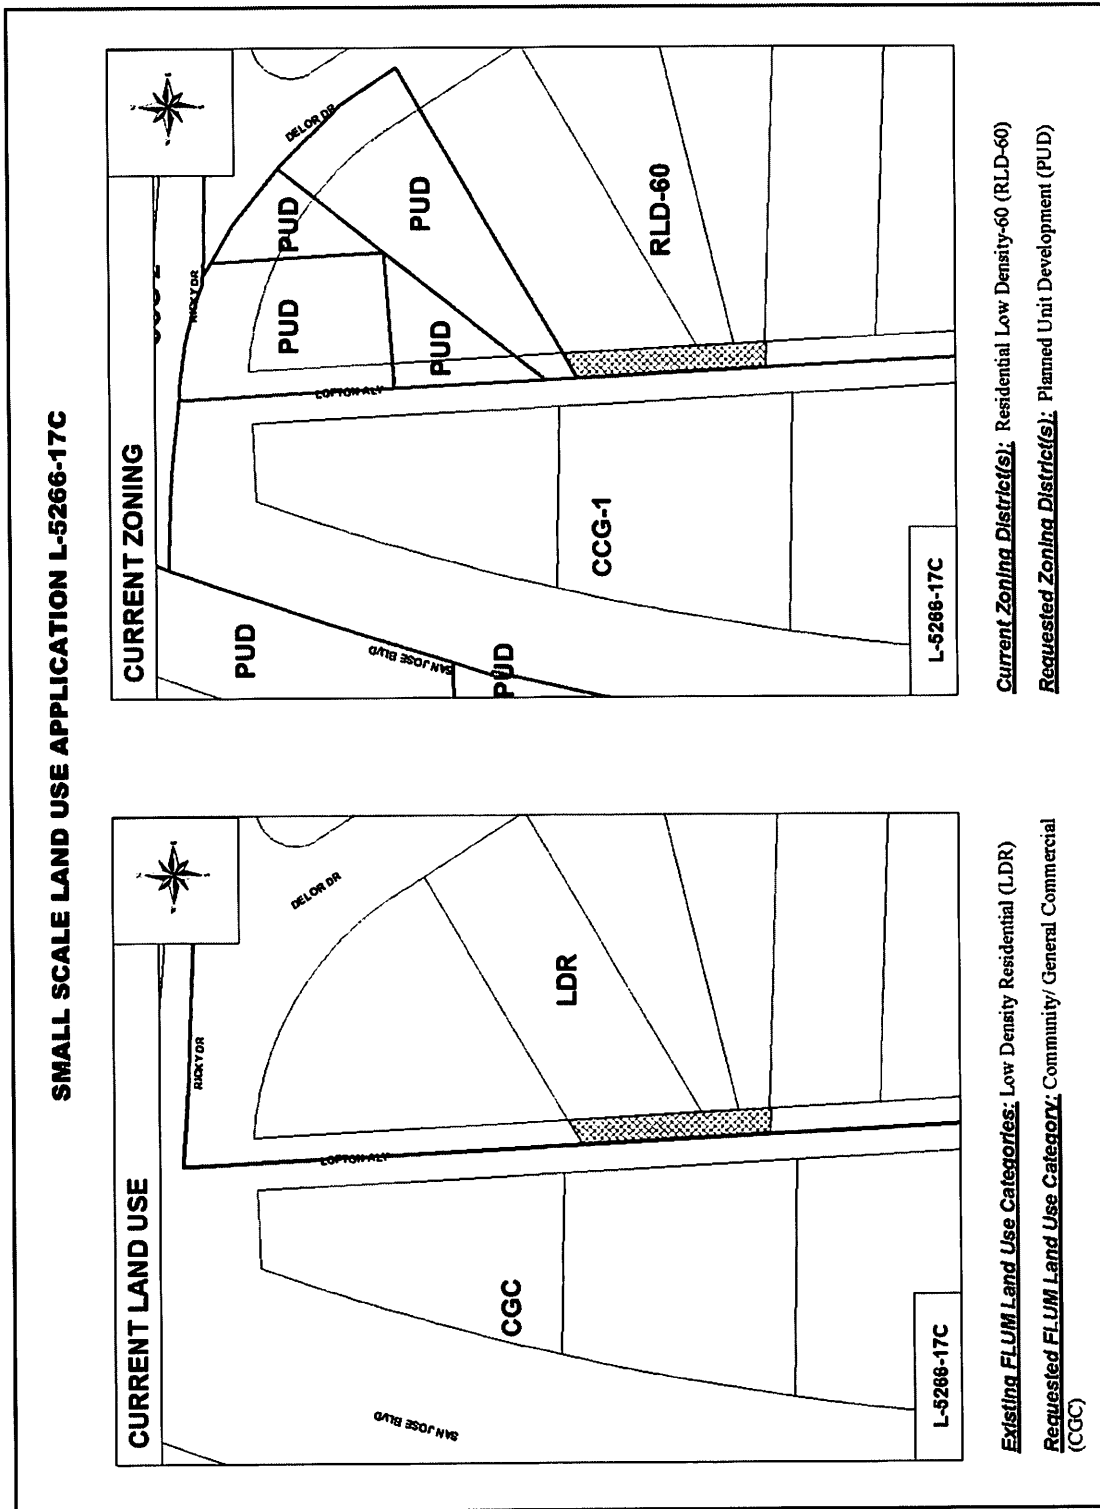 SMALL SCALE LAND USE APPLICATION L-5266-17C
CURRENT LAND USE
RICKY DR
DELOR DR
LOFTON ALY
SAN JOSE BLVD
LDR
CGC
L-5266-17C
Existing FLUM Land Use Categories: Low Density Residential (LDR)
Requested FLUM Land Use Category: Community/ General Commercial
(CGC)
CURRENT ZONING
RICKY DR
DELOR DR
PUD
PUD
PUD
PUD
LOFTON ALY
PUD
SAN JOSE BLVD
PUD
RLD-60
CCG-1
L-5266-17C
Current Zoning District(s): Residential Low Density-60 (RLD-60)
Requested Zoning District(s): Planned Unit Development (PUD)